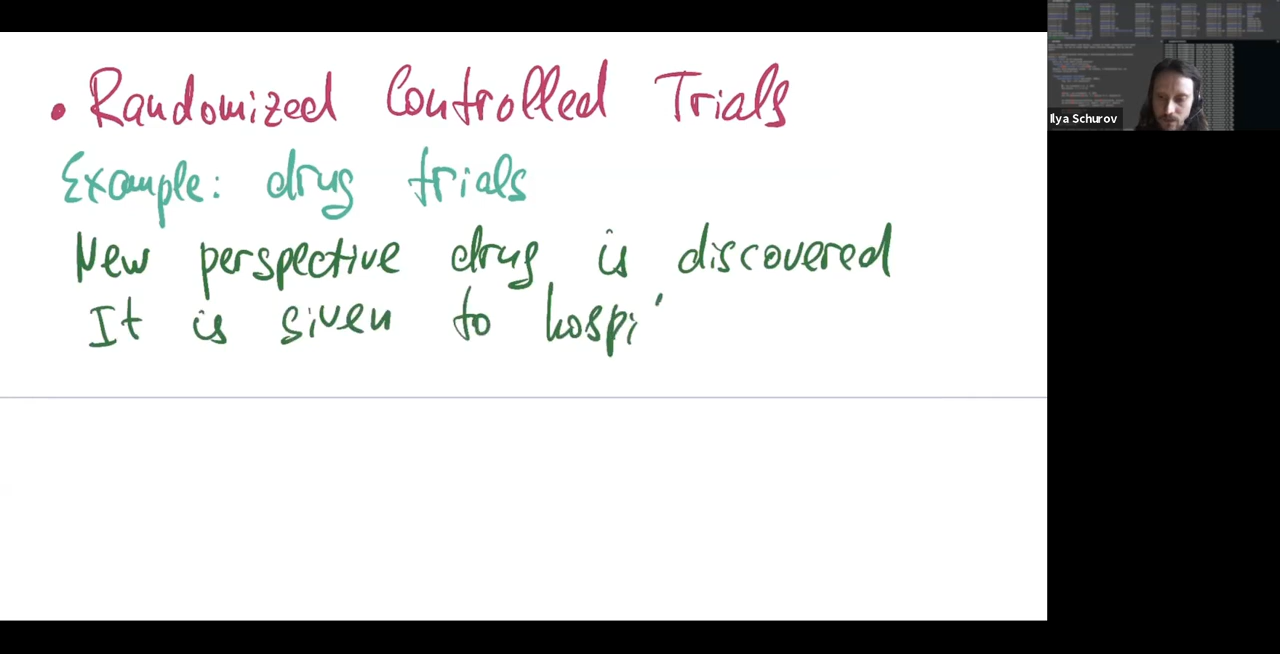 • Randomized Controlled Trials
Example: drug trials
New perspective drug is discovered
It is given to hospi
Ilya Schurov